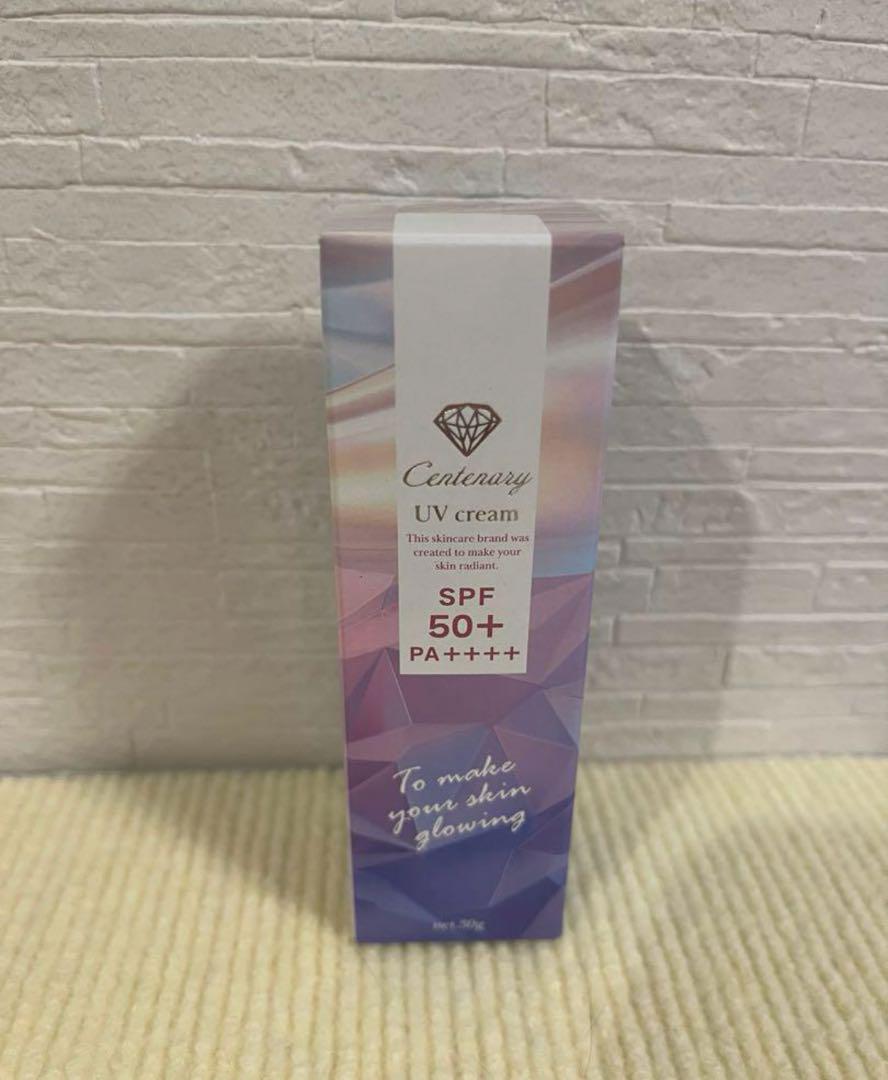 Centenary
UV cream
This skincare brand was
created to make your
skin radiant.
SPF
50+
PA++++
To make
your skin
glowing